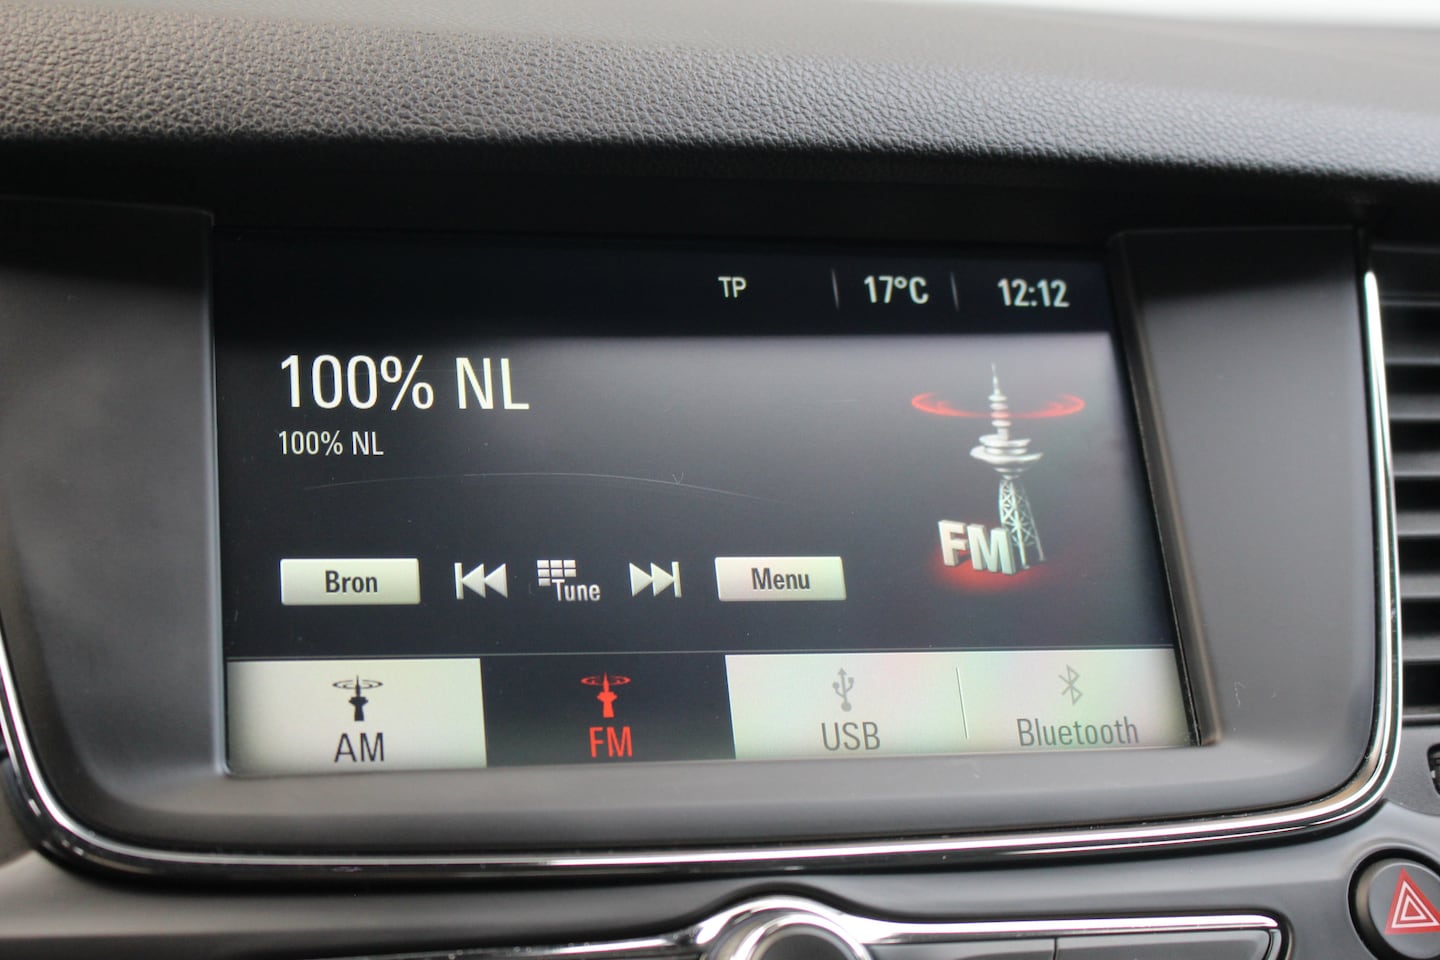 TP 17°C 12:12
100% NL
100% NL
FM
Bron Tune Menu
AM FM USB Bluetooth